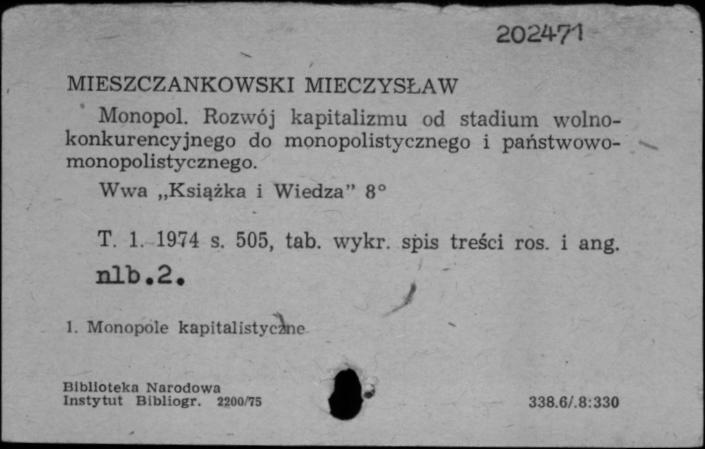 202471
MIESZCZANKOWSKI MIECZYSŁAW
Monopol. Rozwój kapitalizmu od stadium wolno-
konkurencyjnego do monopolistycznego i państwowo-
monopolistycznego.
Wwa „Książka i Wiedza” 8°
T. 1. 1974 s. 505, tab. wykr. spis treści ros. i ang.
nlb.2.
1. Monopole kapitalistyczne
Biblioteka Narodowa
Instytut Bibliogr. 2200/75
338.6/.8:330